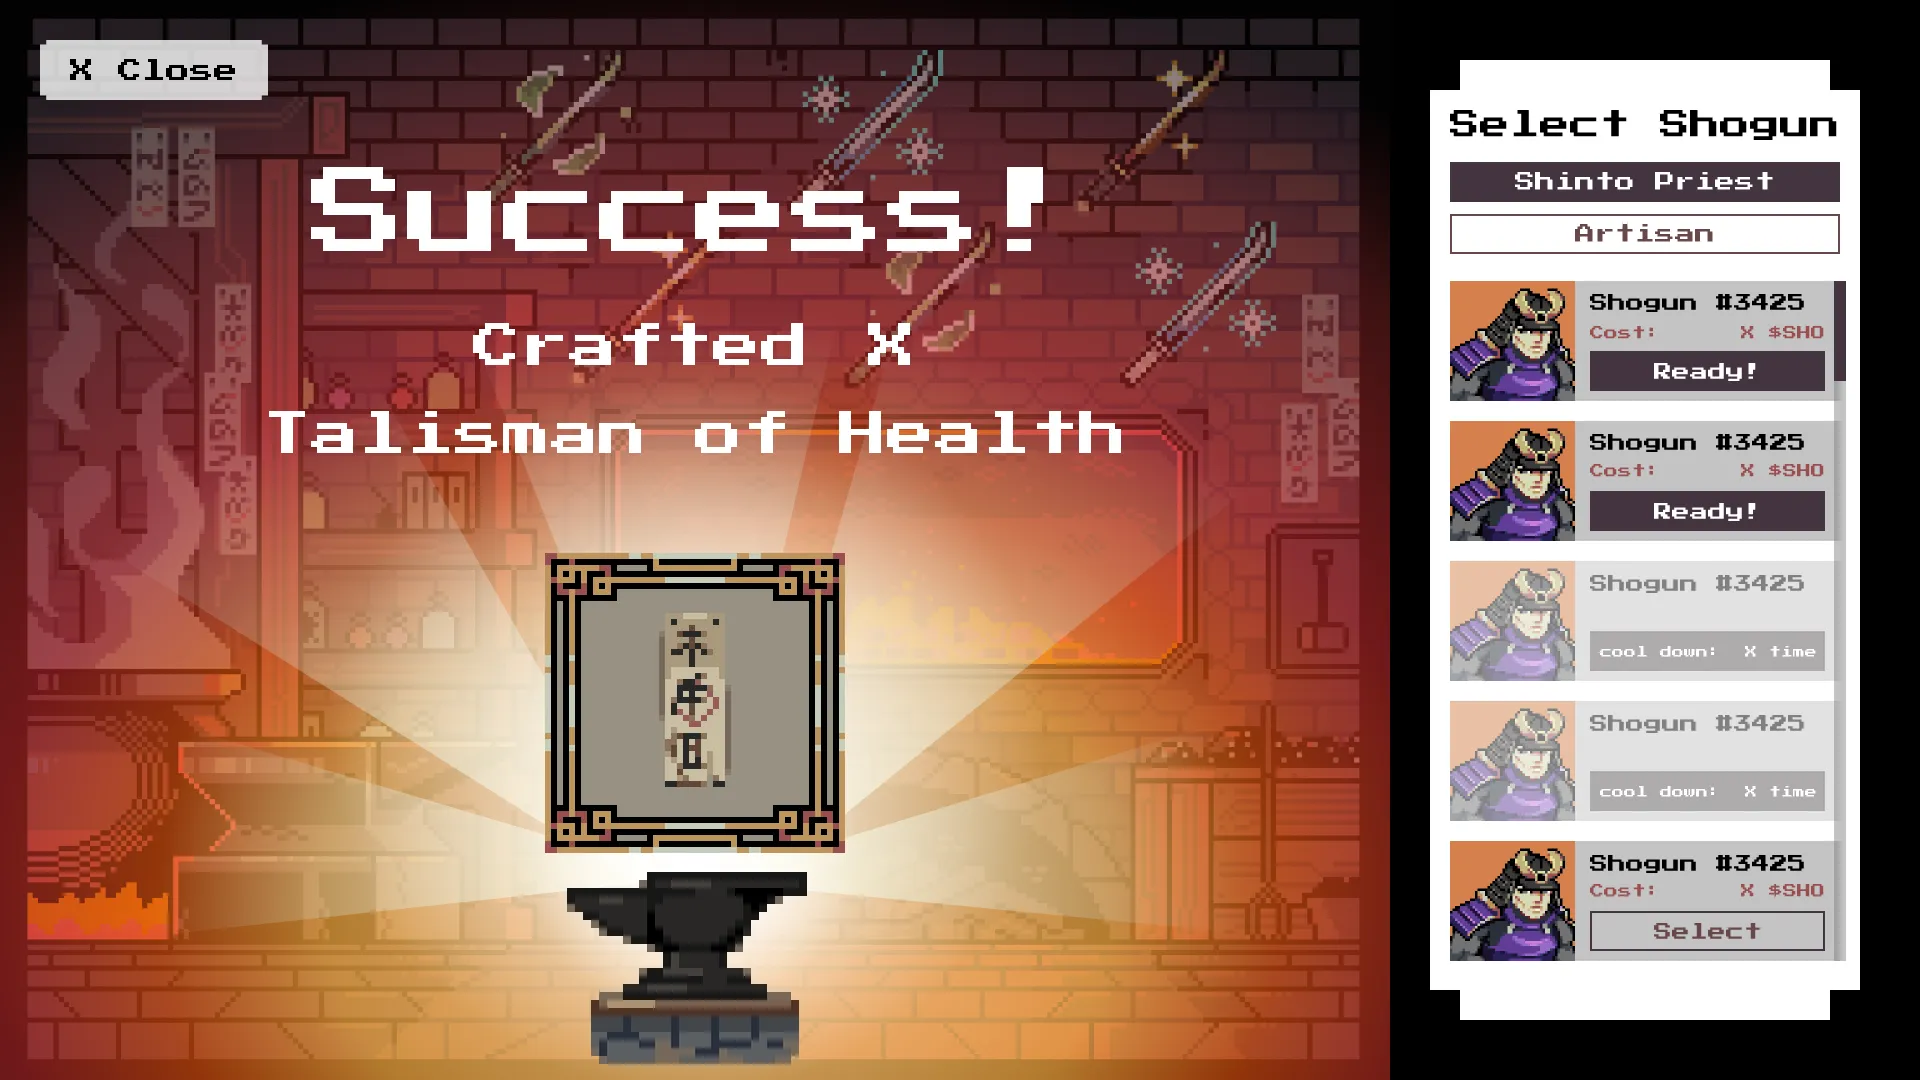 X Close
Success!
Crafted X
Talisman of Health
Select Shogun
Shinto Priest
Artisan
Shogun #3425
Cost: X $SHO
Ready!
Shogun #3425
Cost: X $SHO
Ready!
Shogun #3425
cool down: X time
Shogun #3425
cool down: X time
Shogun #3425
Cost: X $SHO
Select